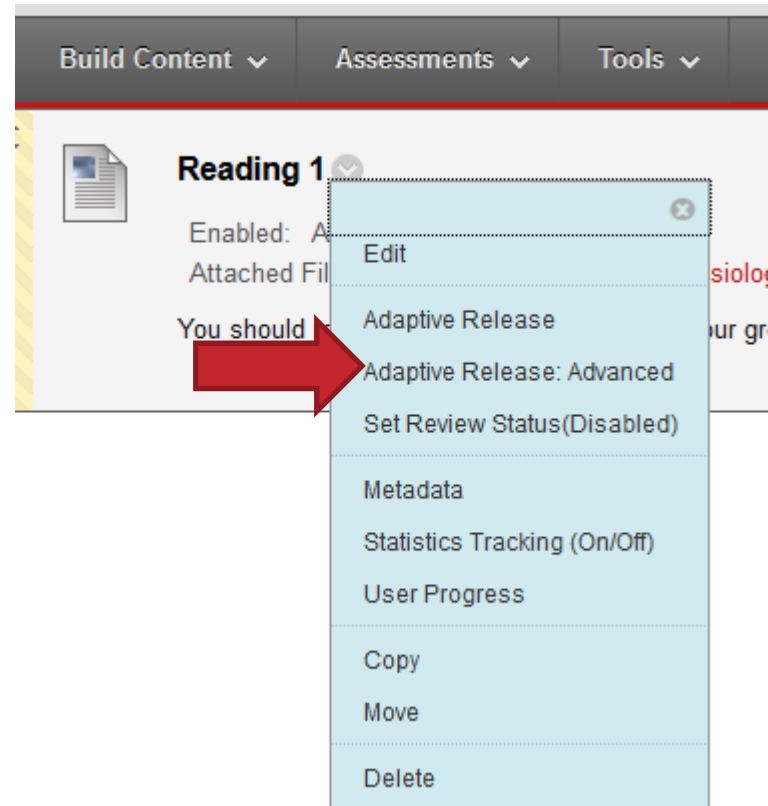 Build Content Assessments Tools
Reading 1
Enabled: A
Attached Fil siolog
You should ur gr
Edit
Adaptive Release
Adaptive Release: Advanced
Set Review Status(Disabled)
Metadata
Statistics Tracking (On/Off)
User Progress
Copy
Move
Delete